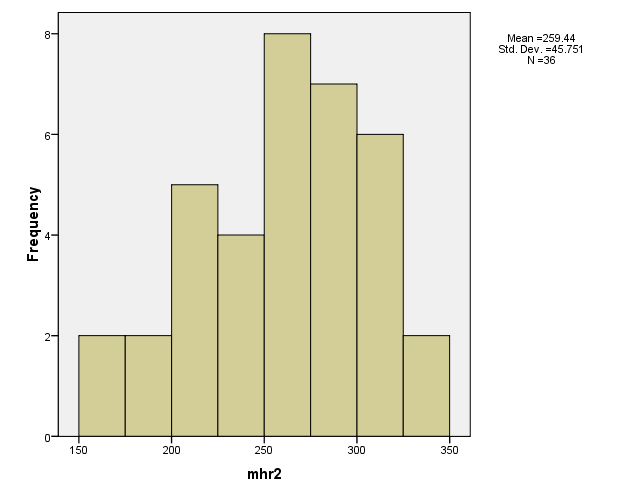 Mean =259.44
Std. Dev. =45.751
N =36
Frequency
8
6
4
2
0
150 200 250 300 350
mhr2